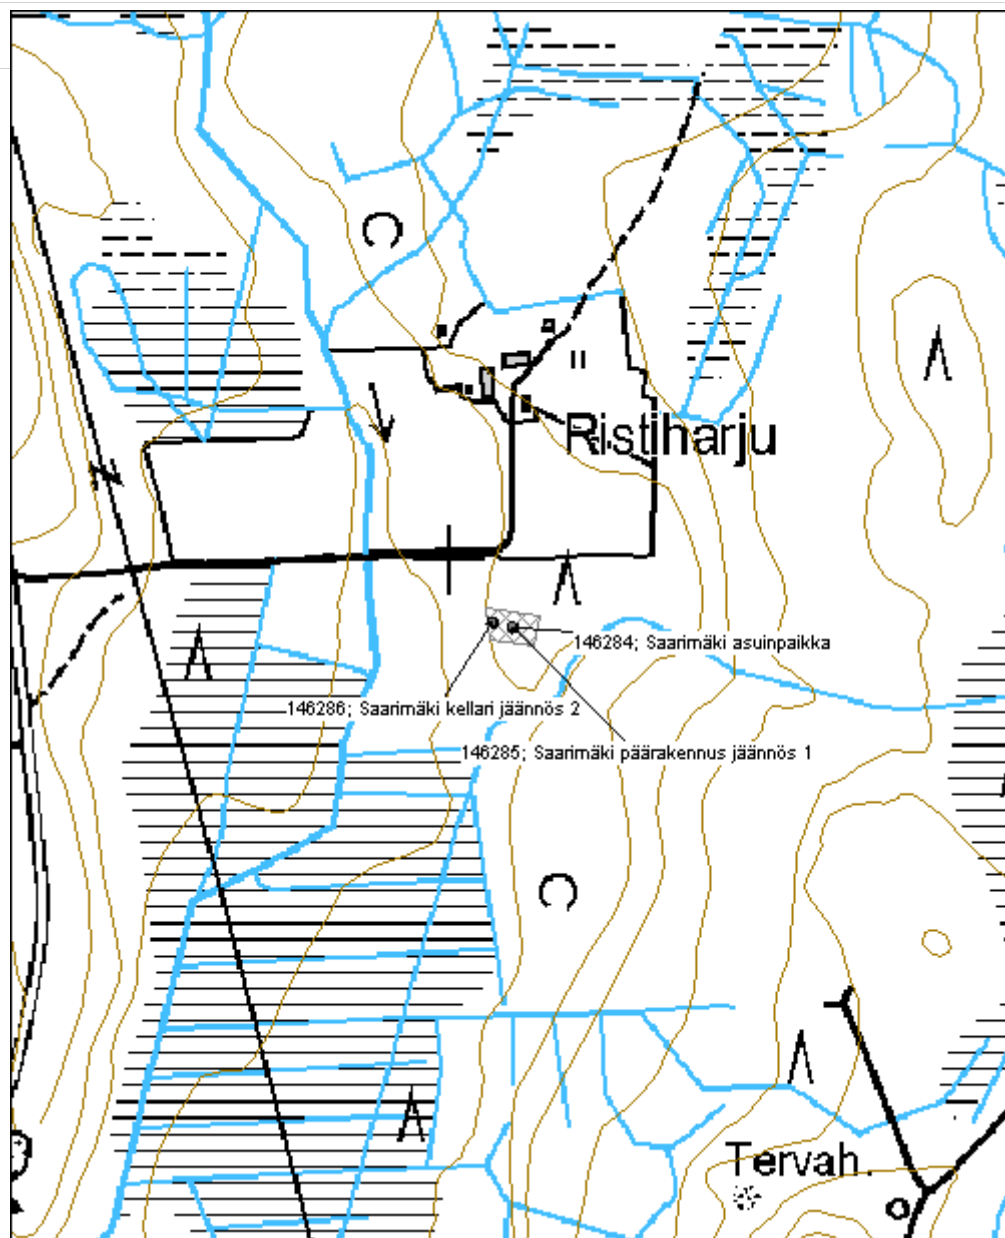 Ristiharju
146284; Saarimäki asuinpaikka
146286; Saarimäki kellari jäännös 2
146285; Saarimäki päärakennus jäännös 1
Tervah.